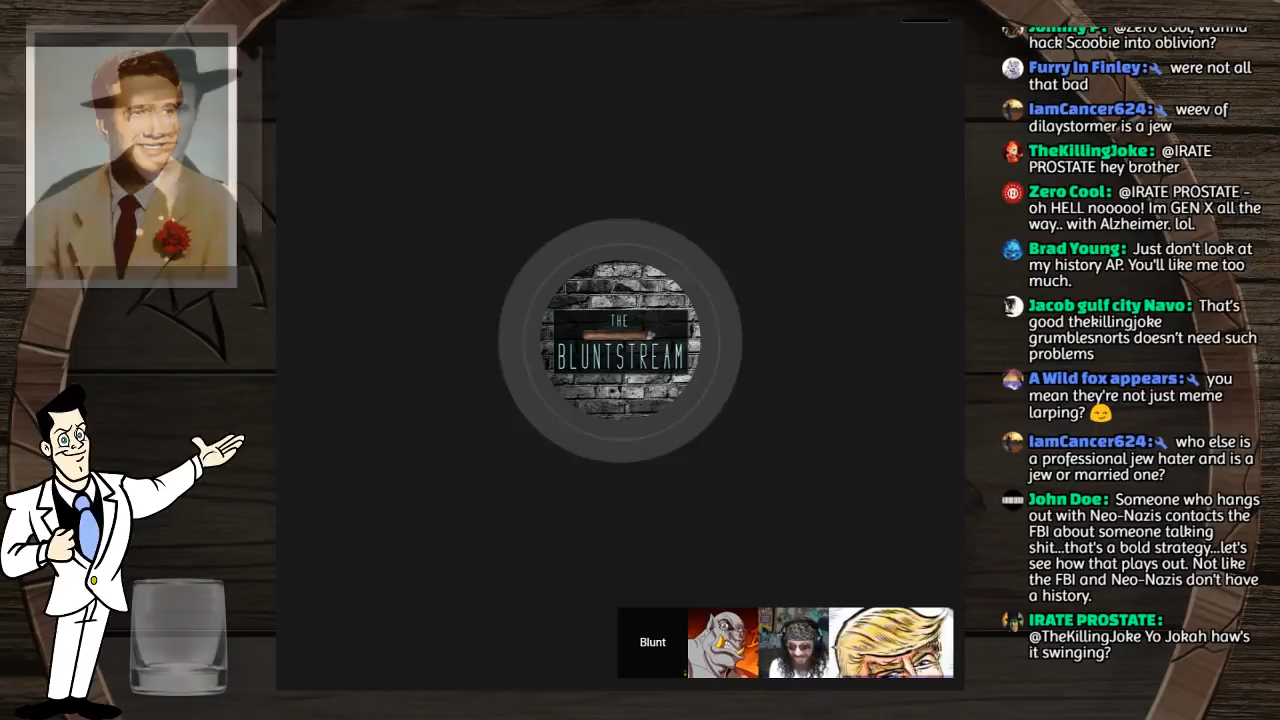 THE
BLUNTSTREAM
Blunt
Johnny P: @Zero Cool, Wanna
hack Scoobie into oblivion?
Furry In Finley: were not all
that bad
IamCancer624: weev of
dilaystormer is a jew
TheKillingJoke: @IRATE
PROSTATE hey brother
Zero Cool: @IRATE PROSTATE -
oh HELL nooooo! Im GEN X all the
way.. with Alzheimer. lol.
Brad Young: Just don't look at
my history AP. You'll like me too
much.
Jacob gulf city Navo: That's
good thekillingjoke
grumblesnorts doesn't need such
problems
A Wild fox appears: you
mean they're not just meme
larping?
IamCancer624: who else is
a professional jew hater and is a
jew or married one?
John Doe: Someone who hangs
out with Neo-Nazis contacts the
FBI about someone talking
shit...that's a bold strategy...let's
see how that plays out. Not like
the FBI and Neo-Nazis don't have
a history.
IRATE PROSTATE:
@TheKillingJoke Yo Jokah haw's
it swinging?